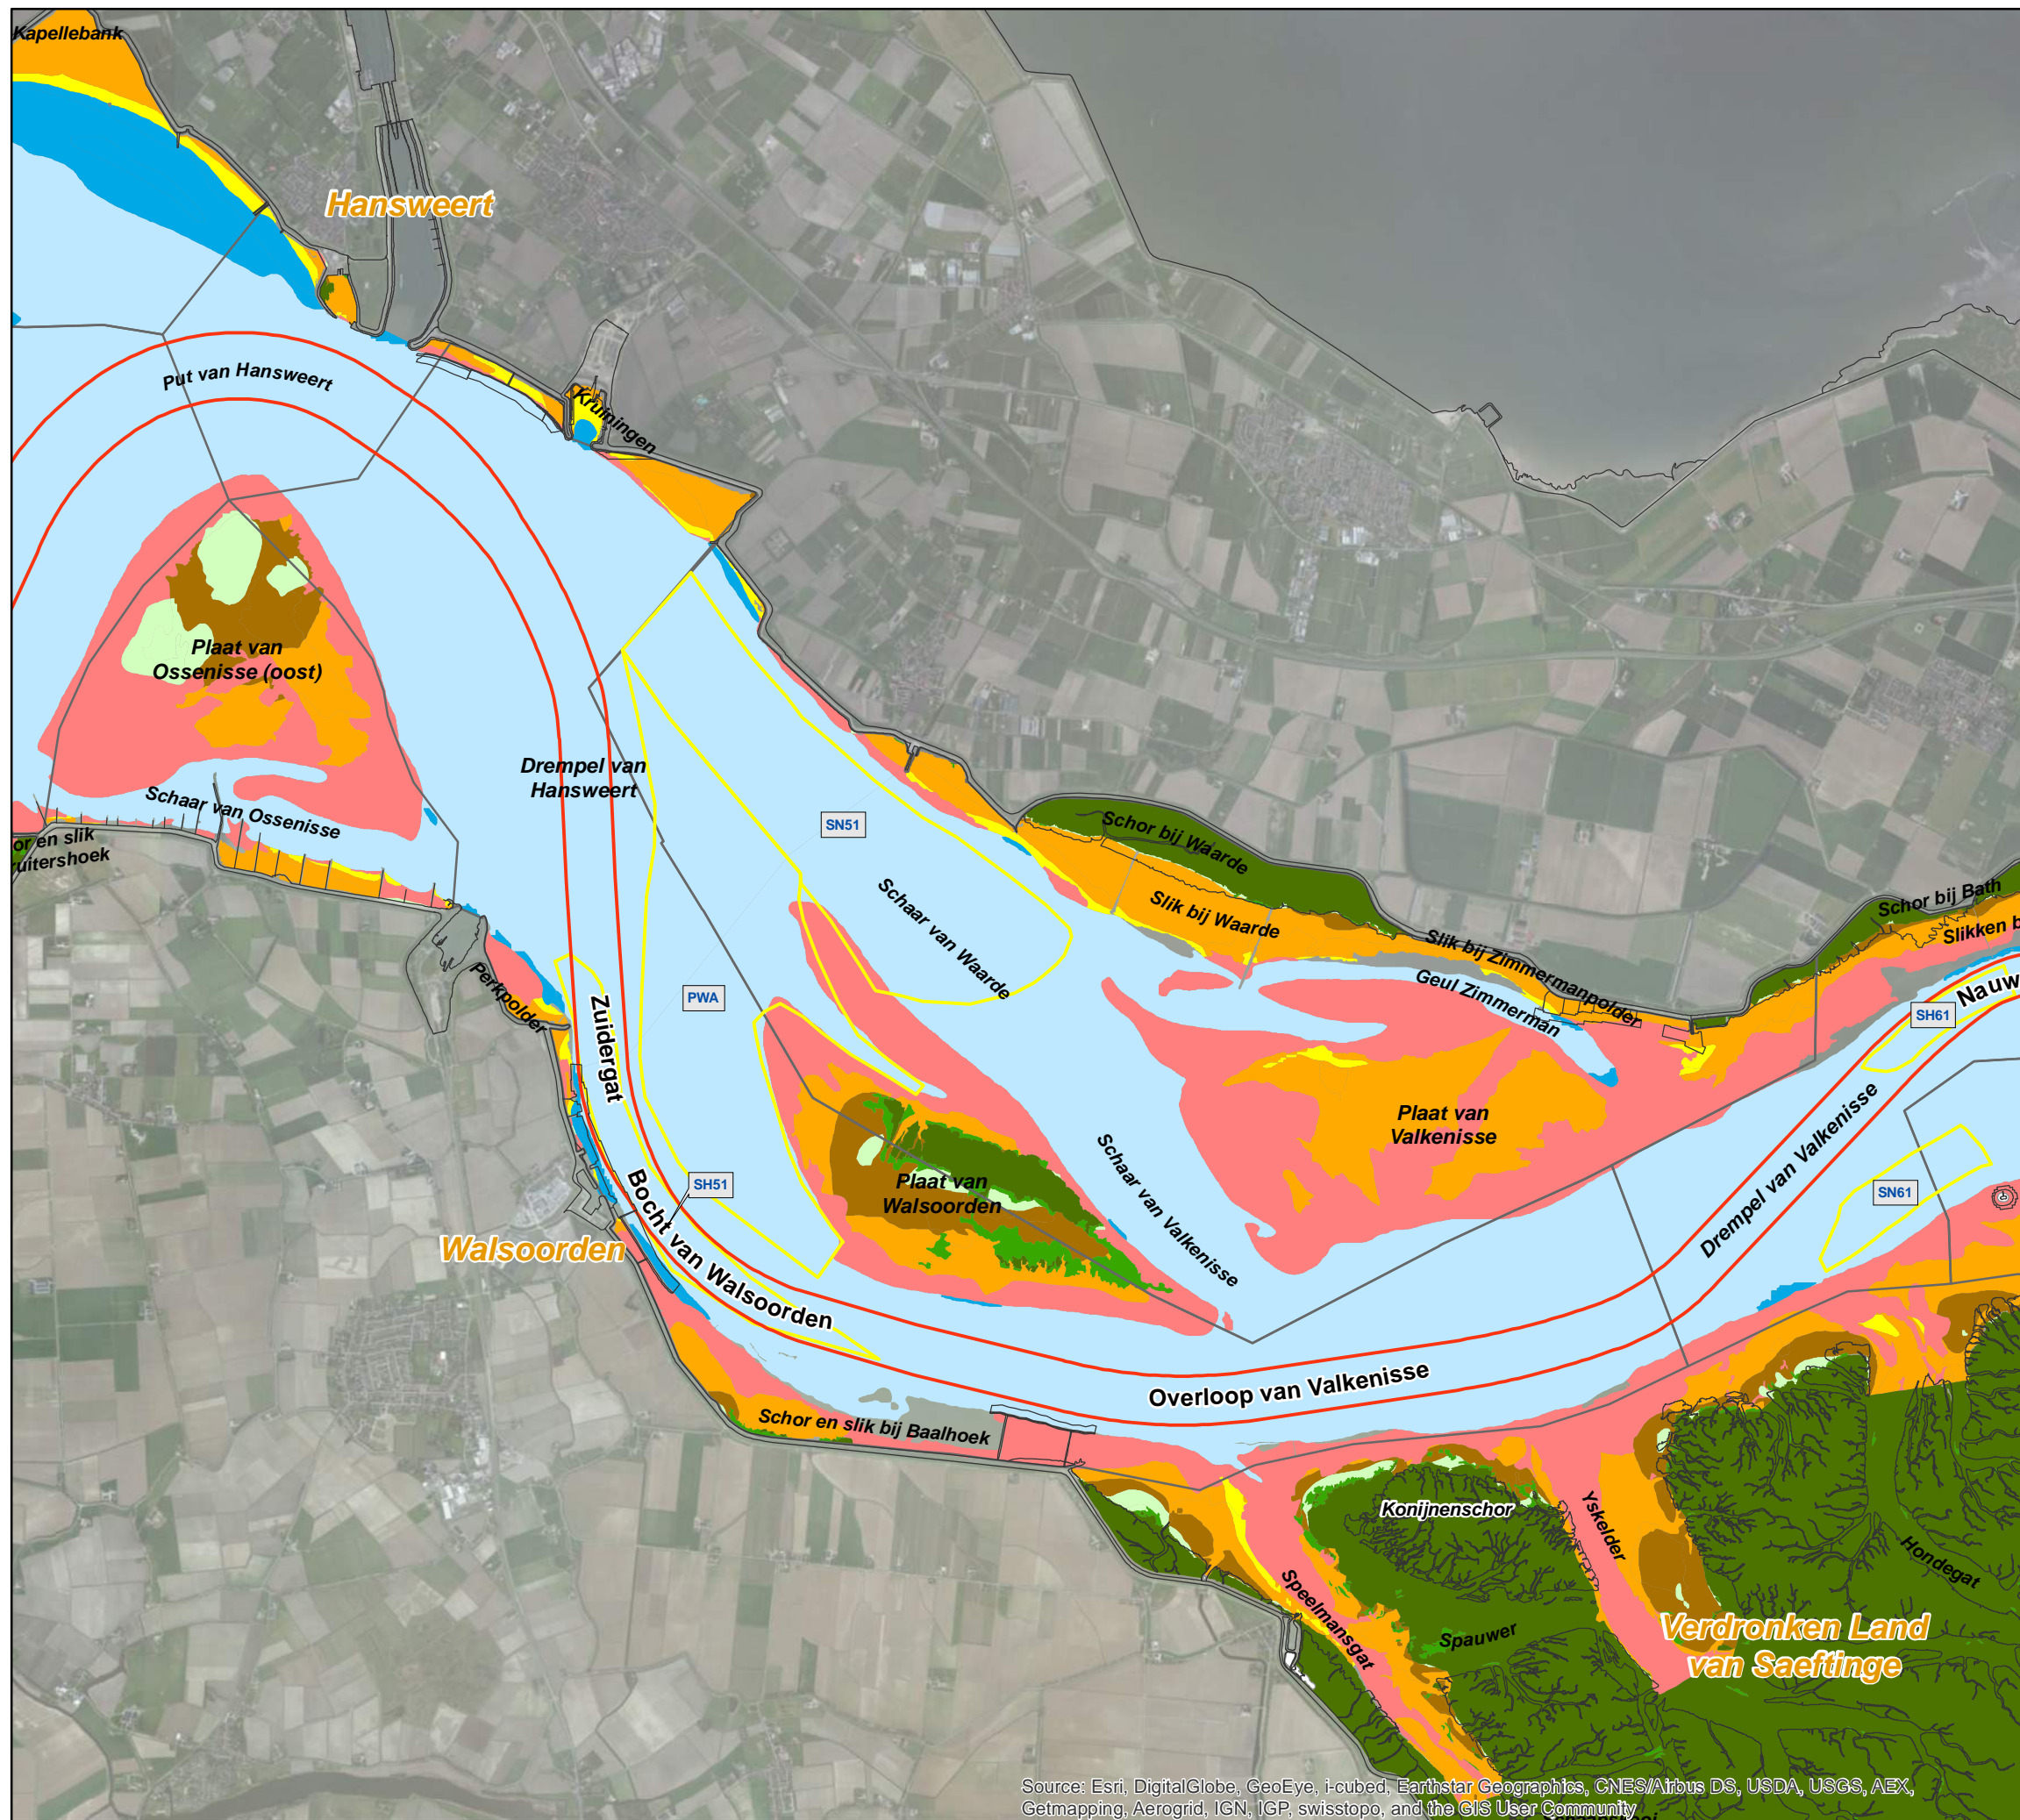 Kapellebank
Hansweert
Put van Hansweert
Kruiningen
Plaat van
Ossenisse (oost)
Drempel van
Hansweert
Schaar van Ossenisse
or en slik
ruitershoek
SN51
Schor bij Waarde
Schaar van Waarde
Slik bij Waarde
Slik bij Zimmermanpolder
Schor bij Bath
Slikken b
Geul Zimmerman
Nauw
SH61
Perkpolder
Zuidergat
PWA
Plaat van
Valkenisse
Drempel van Valkenisse
Schaar van Valkenisse
SH51
Plaat van
Walsoorden
SN61
Walsoorden
Bocht van Walsoorden
Overloop van Valkenisse
Schor en slik bij Baalhoek
Konijnenschor
Yskelder
Hondegat
Speelmansgat
Spauwer
Verdronken Land
van Saeftinge
Source: Esri, DigitalGlobe, GeoEye, i-cubed, Earthstar Geographics, CNES/Airbus DS, USDA, USGS, AEX,
Getmapping, Aerogrid, IGN, IGP, swisstopo, and the GIS User Community